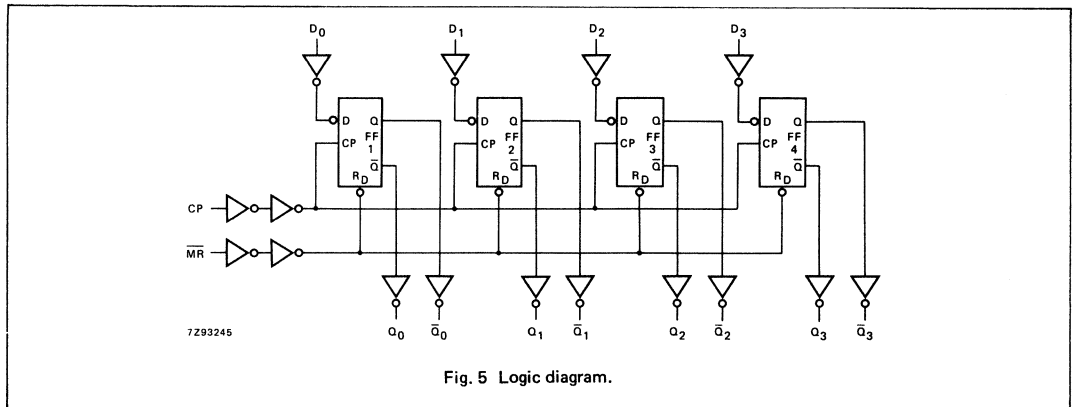 D0 D1 D2 D3
D Q D Q D Q D Q
CP FF 1 Q̅ CP FF 2 Q̅ CP FF 3 Q̅ CP FF 4 Q̅
RD RD RD RD
CP
M̅R̅
7Z93245 Q0 Q̅0 Q1 Q̅1 Q2 Q̅2 Q3 Q̅3
Fig. 5 Logic diagram.